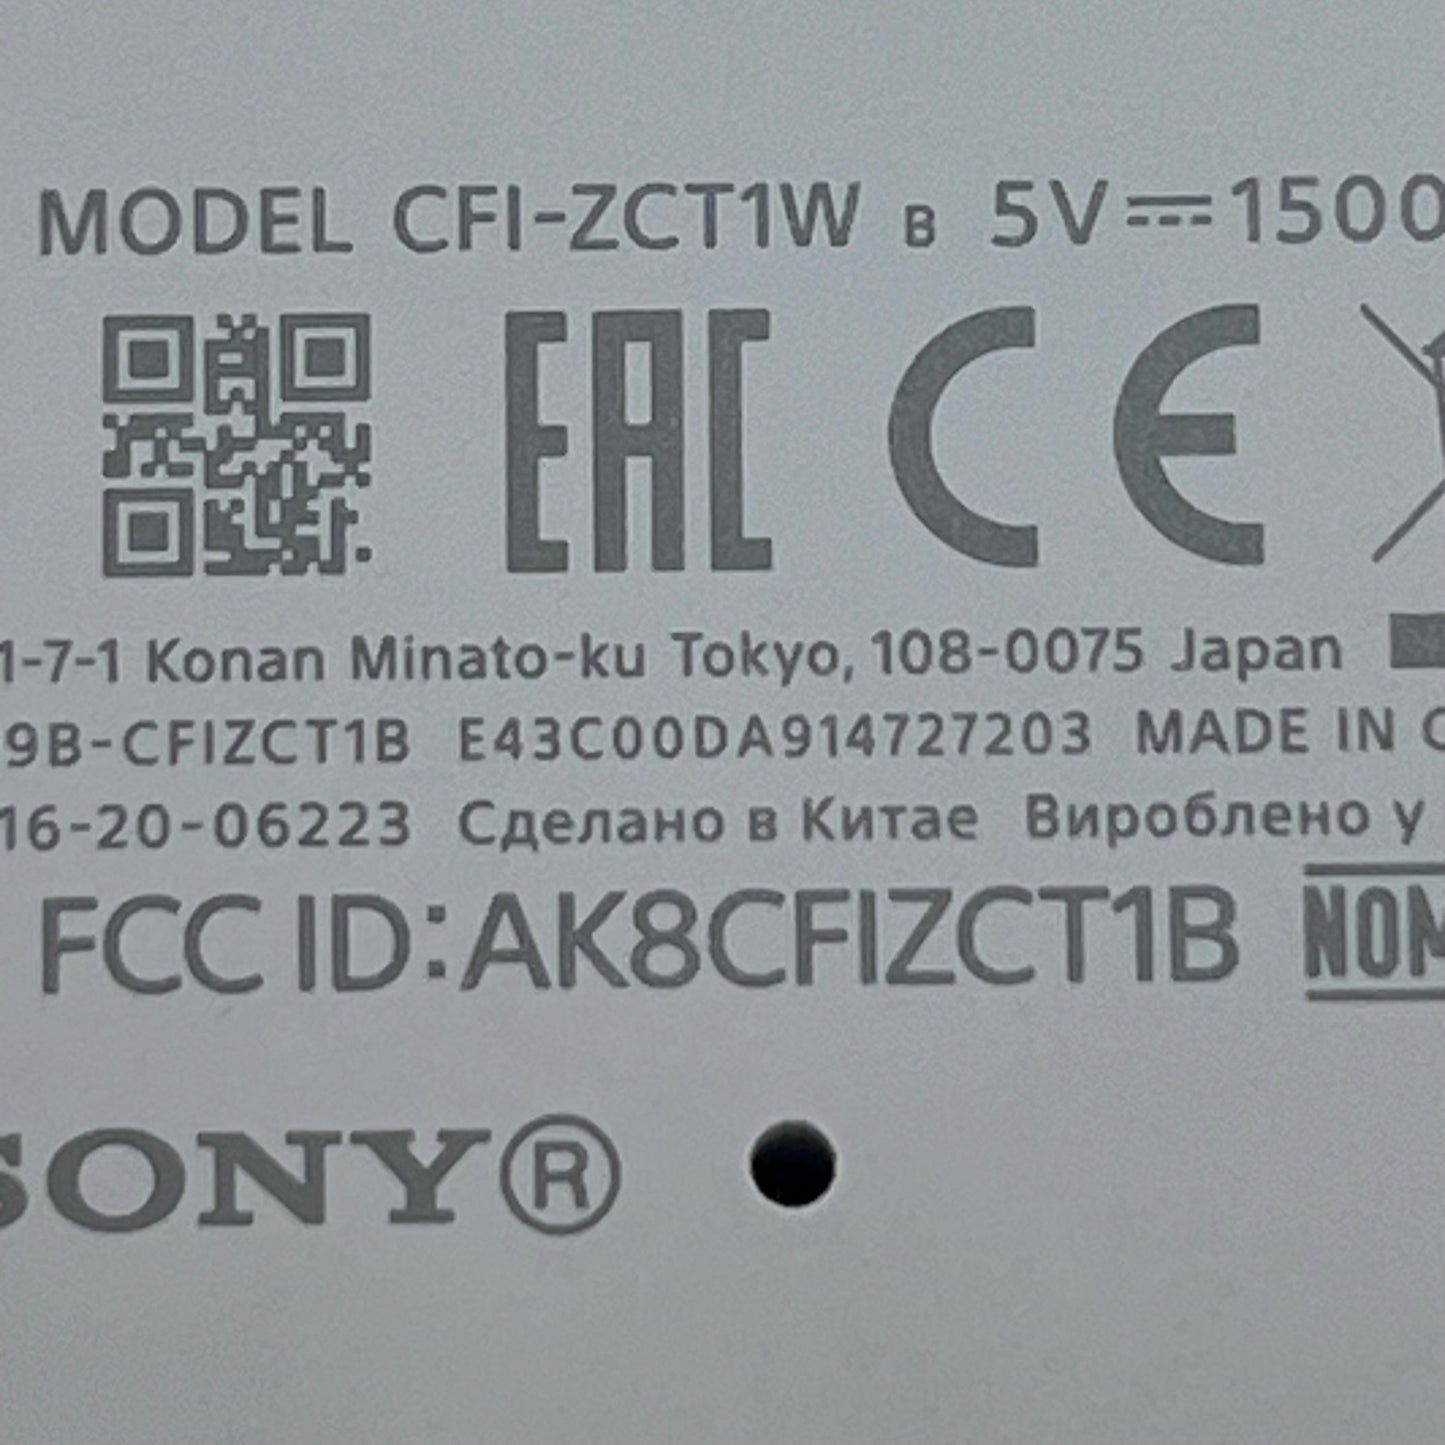 MODEL CFI-ZCT1W B 5V⎓1500
EAC CE
1-7-1 Konan Minato-ku Tokyo, 108-0075 Japan
9B-CFIZCT1B E43C00DA914727203 MADE IN C
16-20-06223 Сделано в Китае Вироблено у
FCC ID:AK8CFIZCT1B NOM
SONY®